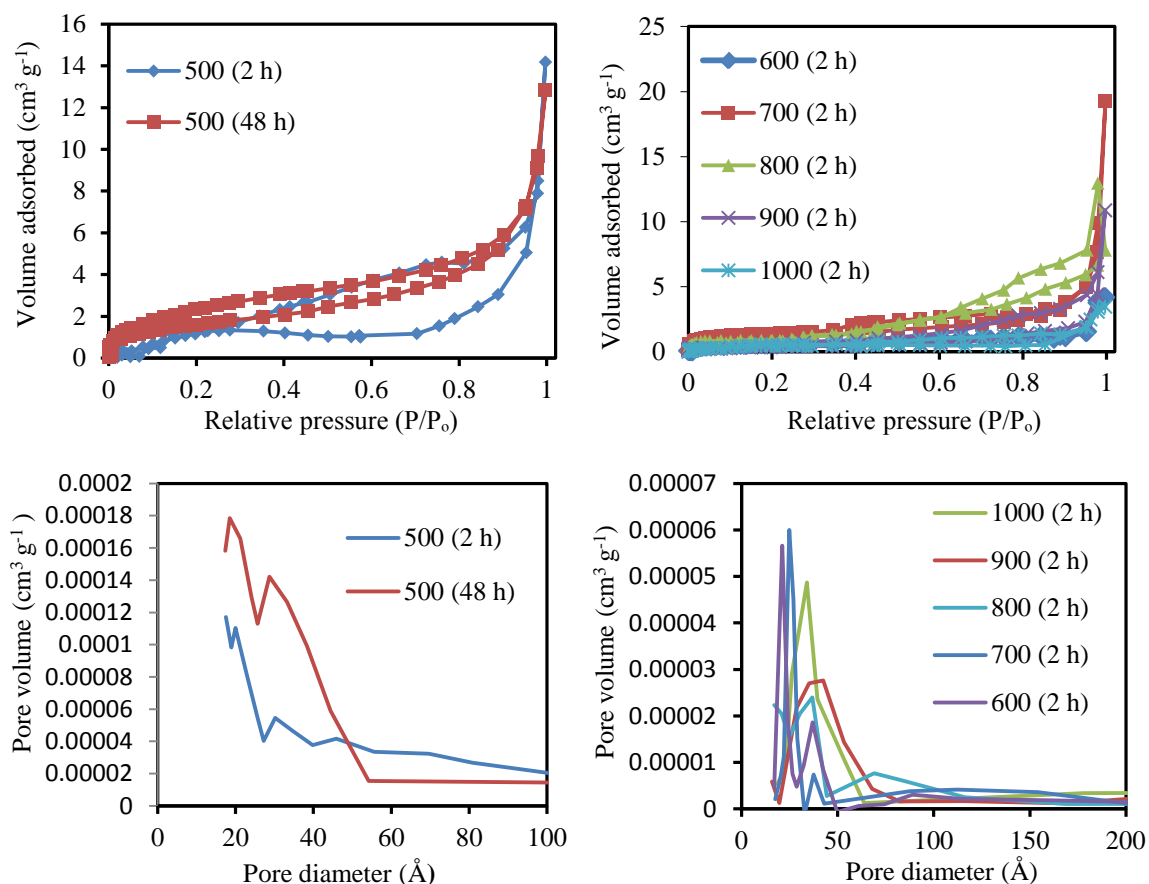 Volume adsorbed (cm³ g⁻¹)
16
14
12
10
8
6
4
2
0
500 (2 h)
500 (48 h)
0
0.2
0.4
0.6
0.8
1
Relative pressure (P/Pₒ)
Volume adsorbed (cm³ g⁻¹)
25
20
15
10
5
0
600 (2 h)
700 (2 h)
800 (2 h)
900 (2 h)
1000 (2 h)
0
0.2
0.4
0.6
0.8
1
Relative pressure (P/Pₒ)
Pore volume (cm³ g⁻¹ )
0.0002
0.00018
0.00016
0.00014
0.00012
0.0001
0.00008
0.00006
0.00004
0.00002
0
500 (2 h)
500 (48 h)
0
20
40
60
80
100
Pore diameter (Å)
Pore volume (cm³ g⁻¹)
0.00007
0.00006
0.00005
0.00004
0.00003
0.00002
0.00001
0
1000 (2 h)
900 (2 h)
800 (2 h)
700 (2 h)
600 (2 h)
0
50
100
150
200
Pore diameter (Å)